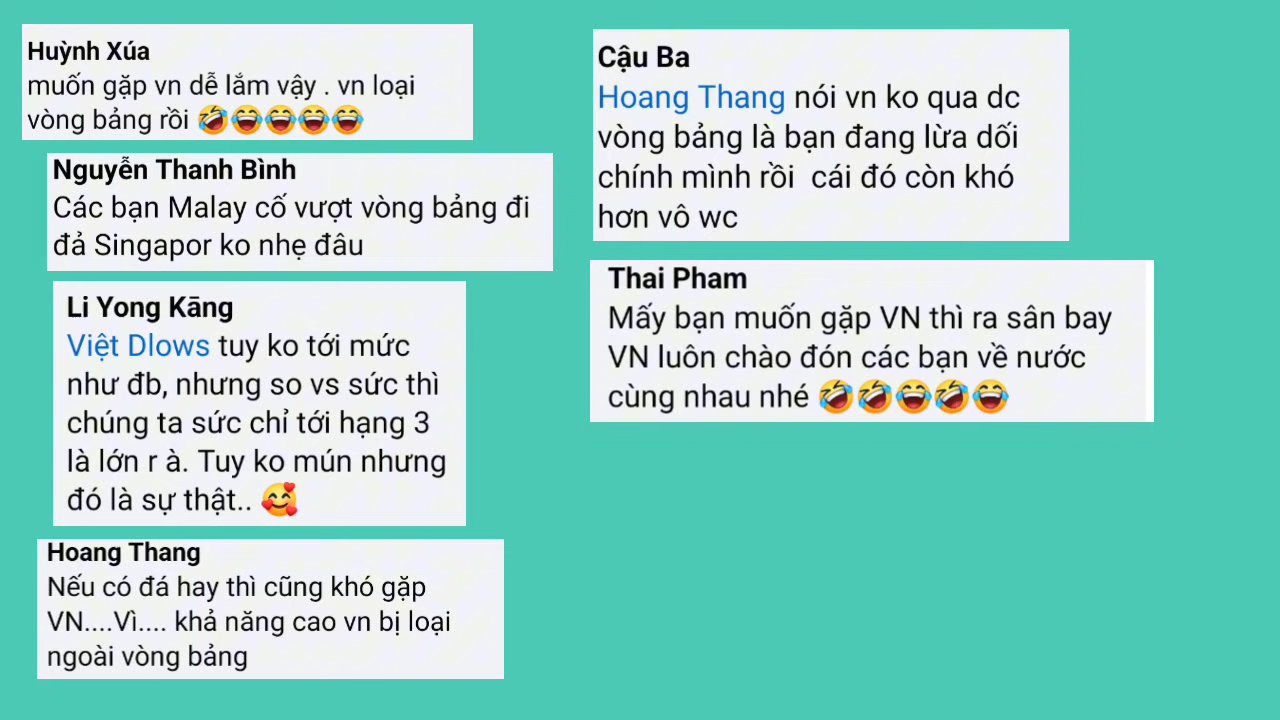 Huỳnh Xúa
muốn gặp vn dễ lắm vậy . vn loại
vòng bảng rồi 🤣😂😂😂😂
Nguyễn Thanh Bình
Các bạn Malay cố vượt vòng bảng đi
đả Singapor ko nhẹ đâu
Li Yong Kāng
Việt Dlows tuy ko tới mức
như đb, nhưng so vs sức thì
chúng ta sức chỉ tới hạng 3
là lớn r à. Tuy ko mún nhưng
đó là sự thật.. 🥰
Hoang Thang
Nếu có đá hay thì cũng khó gặp
VN....Vì.... khả năng cao vn bị loại
ngoài vòng bảng
Cậu Ba
Hoang Thang nói vn ko qua dc
vòng bảng là bạn đang lừa dối
chính mình rồi  cái đó còn khó
hơn vô wc
Thai Pham
Mấy bạn muốn gặp VN thì ra sân bay
VN luôn chào đón các bạn về nước
cùng nhau nhé 🤣🤣😂🤣😂